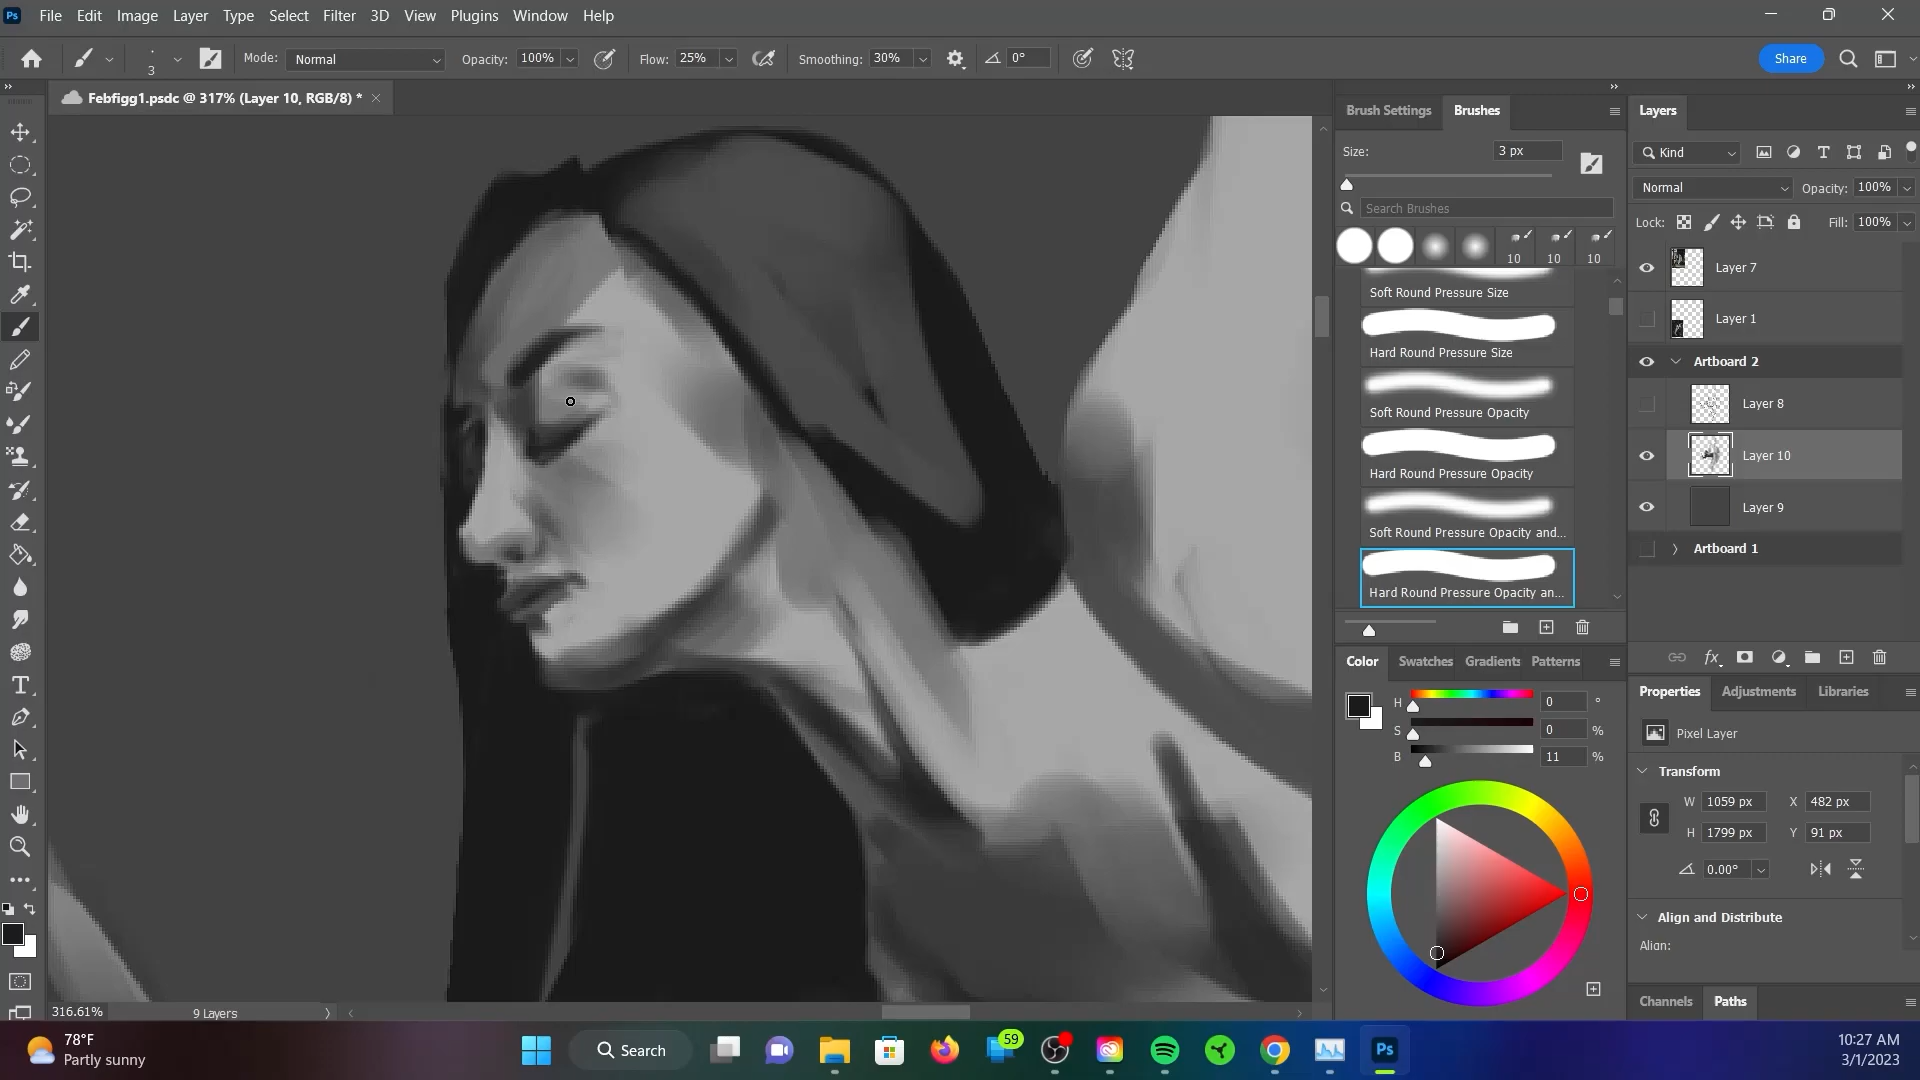 Ps File Edit Image Layer Type Select Filter 3D View Plugins Window Help
3 Mode: Normal Opacity: 100% Flow: 25% Smoothing: 30% 0° Share
Febfigg1.psdc @ 317% (Layer 10, RGB/8) *
Brush Settings Brushes
Size: 3 px
Search Brushes
10 10 10
Soft Round Pressure Size
Hard Round Pressure Size
Soft Round Pressure Opacity
Hard Round Pressure Opacity
Soft Round Pressure Opacity and...
Hard Round Pressure Opacity an...
Color Swatches Gradients Patterns
H 0 °
S 0 %
B 11 %
Layers
Kind
Normal Opacity: 100%
Lock: Fill: 100%
Layer 7
Layer 1
Artboard 2
Layer 8
Layer 10
Layer 9
Artboard 1
fx
Properties Adjustments Libraries
Pixel Layer
Transform
W 1059 px X 482 px
H 1799 px Y 91 px
0.00°
Align and Distribute
Channels Paths
316.61% 9 Layers
78°F
Partly sunny
Search
59
Ps
10:27 AM
3/1/2023